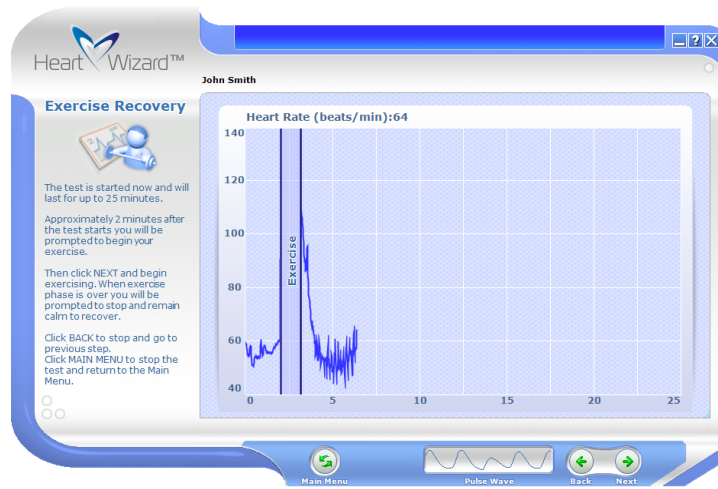 Heart Wizard™
John Smith
Exercise Recovery
The test is started now and will
last for up to 25 minutes.
Approximately 2 minutes after
the test starts you will be
prompted to begin your
exercise.
Then click NEXT and begin
exercising. When exercise
phase is over you will be
prompted to stop and remain
calm to recover.
Click BACK to stop and go to
previous step.
Click MAIN MENU to stop the
test and return to the Main
Menu.
Heart Rate (beats/min):64
140
120
100
80
60
40
Exercise
0 5 10 15 20 25
Main Menu
Pulse Wave
Back
Next